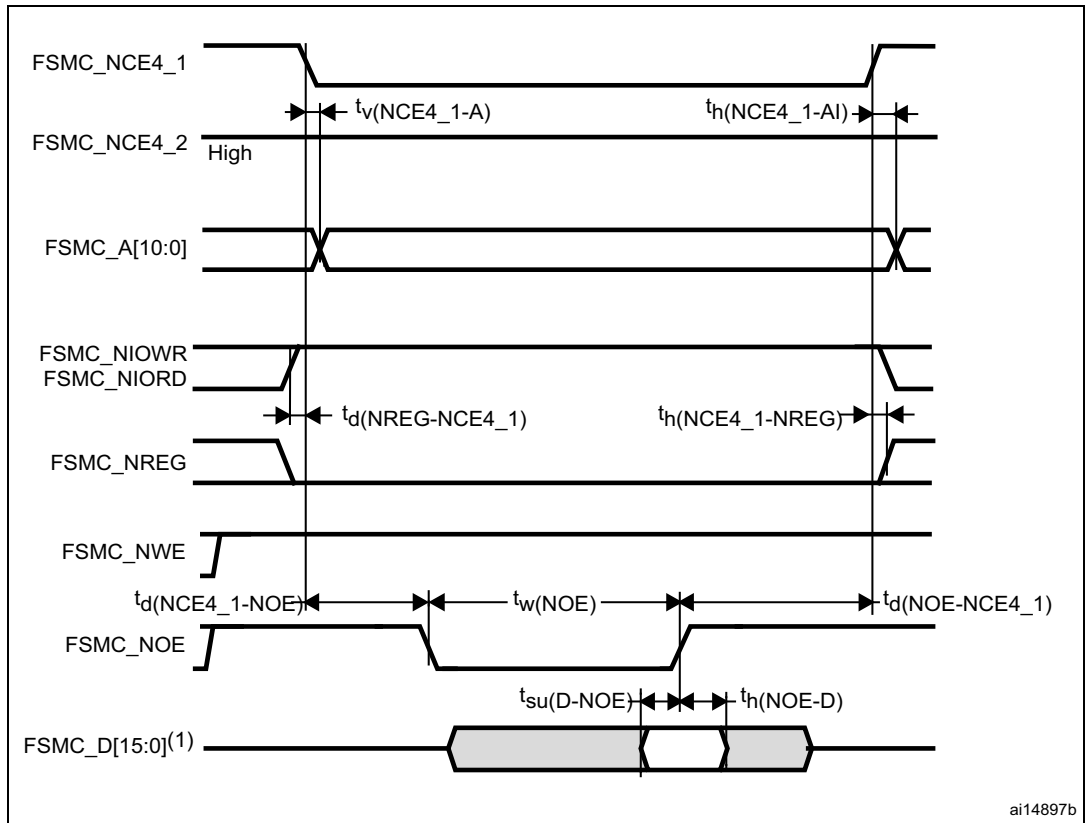 FSMC_NCE4_1
tv(NCE4_1-A)
th(NCE4_1-AI)
FSMC_NCE4_2
High
FSMC_A[10:0]
FSMC_NIOWR
FSMC_NIORD
td(NREG-NCE4_1)
th(NCE4_1-NREG)
FSMC_NREG
FSMC_NWE
td(NCE4_1-NOE)
tw(NOE)
td(NOE-NCE4_1)
FSMC_NOE
tsu(D-NOE)
th(NOE-D)
FSMC_D[15:0](1)
ai14897b